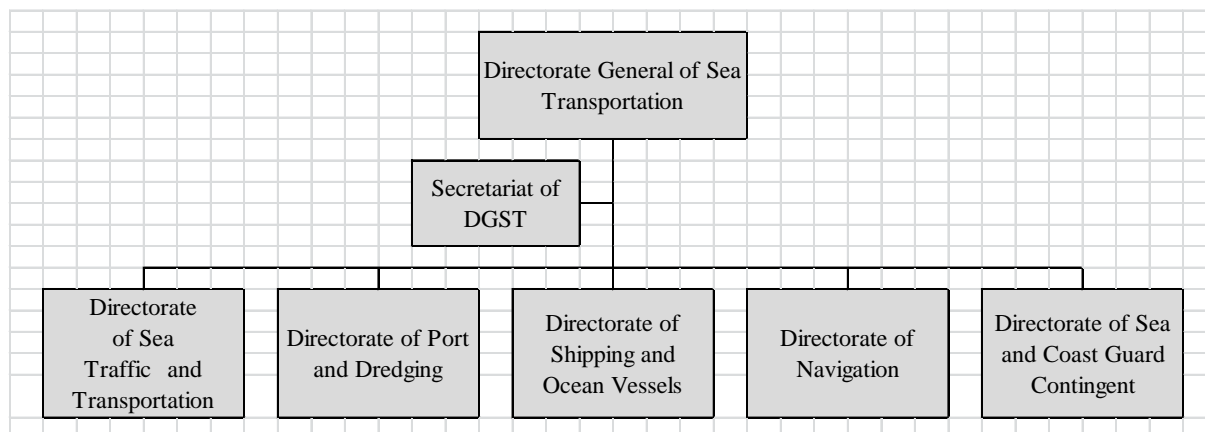 Directorate General of Sea
Transportation
Secretariat of
DGST
Directorate
of Sea
Traffic and
Transportation
Directorate of Port
and Dredging
Directorate of
Shipping and
Ocean Vessels
Directorate of
Navigation
Directorate of Sea
and Coast Guard
Contingent